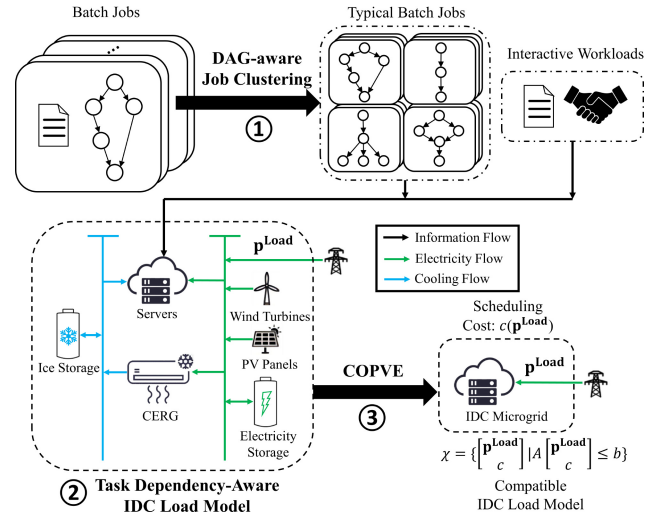 Batch Jobs
Typical Batch Jobs
Interactive Workloads
...
DAG-aware
Job Clustering
①
p^Load
Servers
Wind Turbines
PV Panels
Ice Storage
CERG
Electricity
Storage
② Task Dependency-Aware
IDC Load Model
Information Flow
Electricity Flow
Cooling Flow
COPVE
③
Scheduling
Cost: c(p^Load)
p^Load
IDC Microgrid
χ = {[p^Load c] |A [p^Load c] ≤ b}
Compatible
IDC Load Model